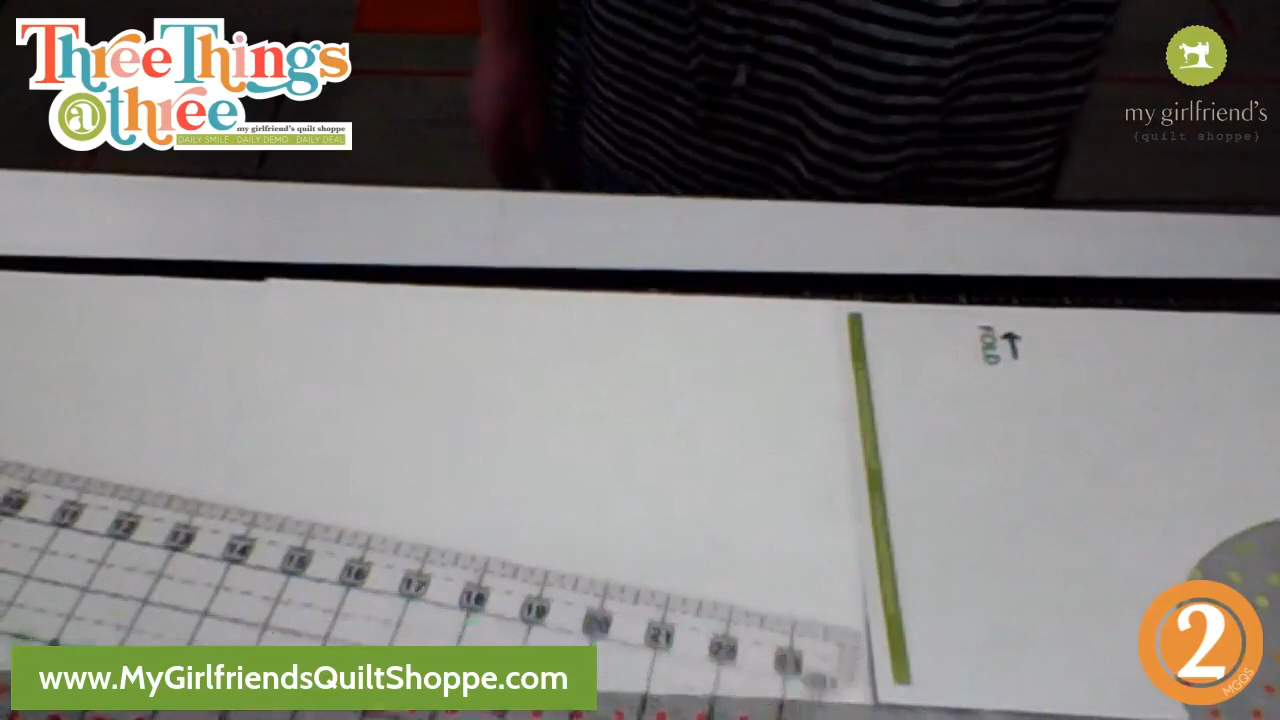 Three Things
@three
my girlfriend's quilt shoppe
DAILY SMILE DAILY DEMO DAILY DEAL
my girlfriend's
{quilt shoppe}
FOLD
11 12 13 14 15 16 17 18 19 20 21 22
www.MyGirlfriendsQuiltShoppe.com
2
MGQS